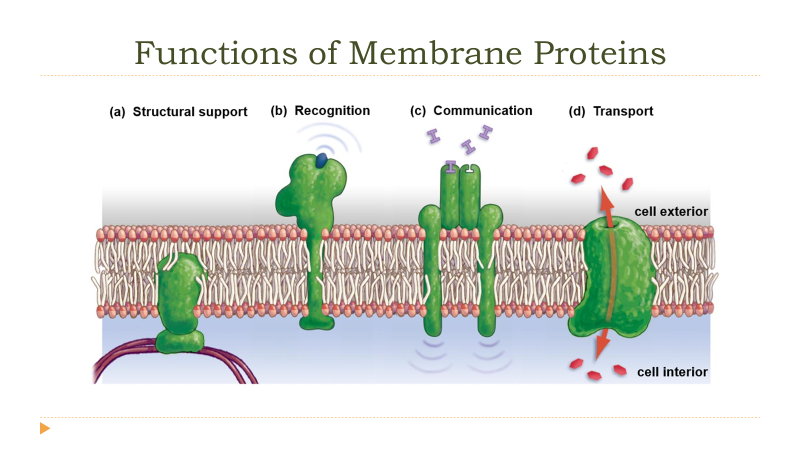 Functions of Membrane Proteins
(a) Structural support
(b) Recognition
(c) Communication
(d) Transport
cell exterior
cell interior